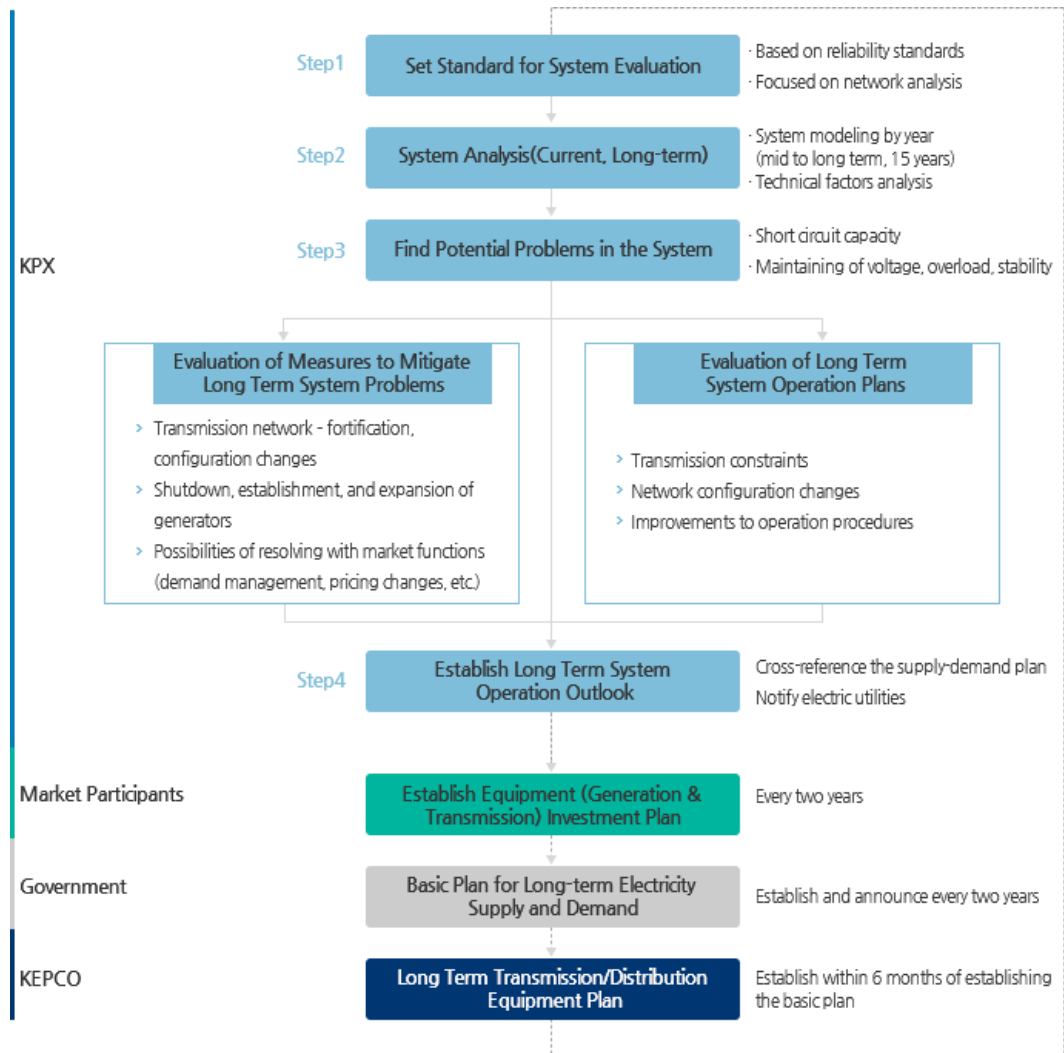 Step1
Set Standard for System Evaluation
· Based on reliability standards
· Focused on network analysis
Step2
System Analysis(Current, Long-term)
· System modeling by year
(mid to long term, 15 years)
· Technical factors analysis
KPX
Step3
Find Potential Problems in the System
· Short circuit capacity
· Maintaining of voltage, overload, stability
Evaluation of Measures to Mitigate
Long Term System Problems
> Transmission network - fortification,
configuration changes
> Shutdown, establishment, and expansion of
generators
> Possibilities of resolving with market functions
(demand management, pricing changes, etc.)
Evaluation of Long Term
System Operation Plans
> Transmission constraints
> Network configuration changes
> Improvements to operation procedures
Step4
Establish Long Term System
Operation Outlook
Cross-reference the supply-demand plan
Notify electric utilities
Market Participants
Establish Equipment (Generation &
Transmission) Investment Plan
Every two years
Government
Basic Plan for Long-term Electricity
Supply and Demand
Establish and announce every two years
KEPCO
Long Term Transmission/Distribution
Equipment Plan
Establish within 6 months of establishing
the basic plan